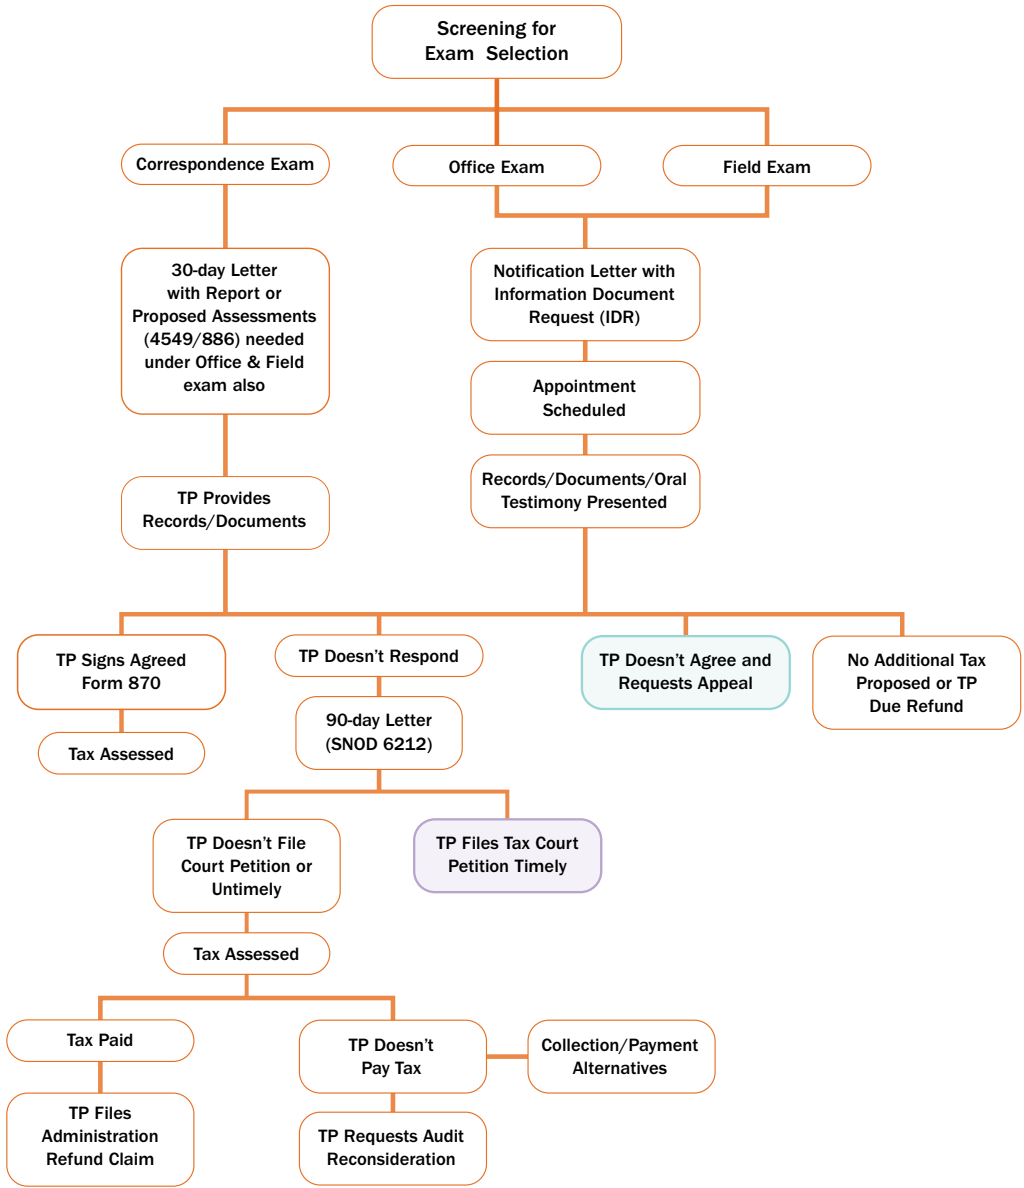 Screening for
Exam Selection
Correspondence Exam
Office Exam
Field Exam
30-day Letter
with Report or
Proposed Assessments
(4549/886) needed
under Office & Field
exam also
Notification Letter with
Information Document
Request (IDR)
Appointment
Scheduled
TP Provides
Records/Documents
Records/Documents/Oral
Testimony Presented
TP Signs Agreed
Form 870
TP Doesn't Respond
TP Doesn't Agree and
Requests Appeal
No Additional Tax
Proposed or TP
Due Refund
Tax Assessed
90-day Letter
(SNOD 6212)
TP Doesn't File
Court Petition or
Untimely
TP Files Tax Court
Petition Timely
Tax Assessed
Tax Paid
TP Doesn't
Pay Tax
Collection/Payment
Alternatives
TP Files
Administration
Refund Claim
TP Requests Audit
Reconsideration